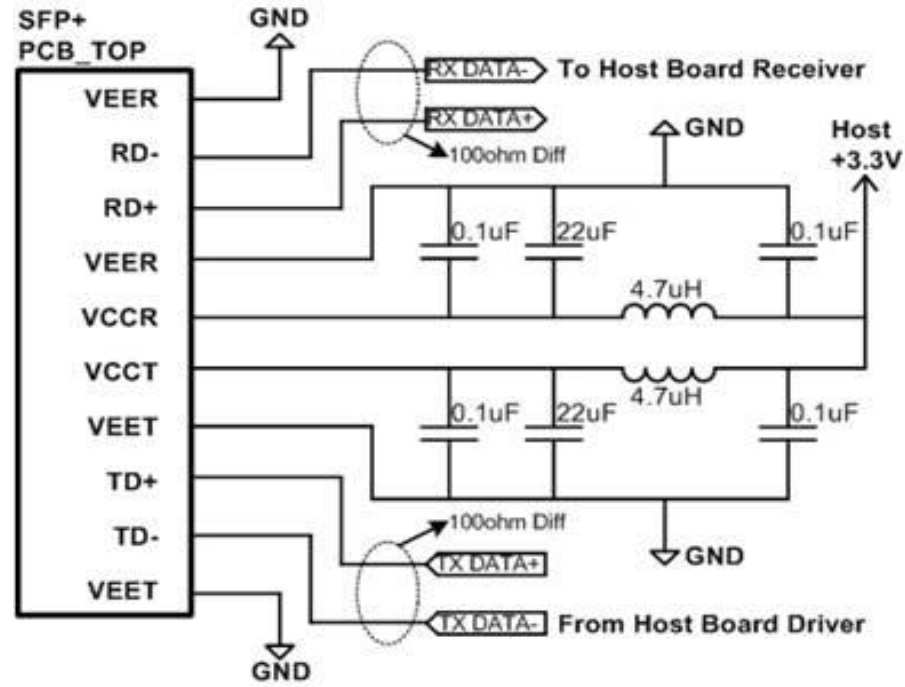 SFP+
PCB_TOP
GND
VEER
RD-
RD+
VEER
VCCR
VCCT
VEET
TD+
TD-
VEET
GND
RX DATA-
To Host Board Receiver
RX DATA+
100ohm Diff
GND
Host
+3.3V
0.1uF
22uF
0.1uF
4.7uH
4.7uH
0.1uF
22uF
0.1uF
100ohm Diff
GND
TX DATA+
TX DATA-
From Host Board Driver